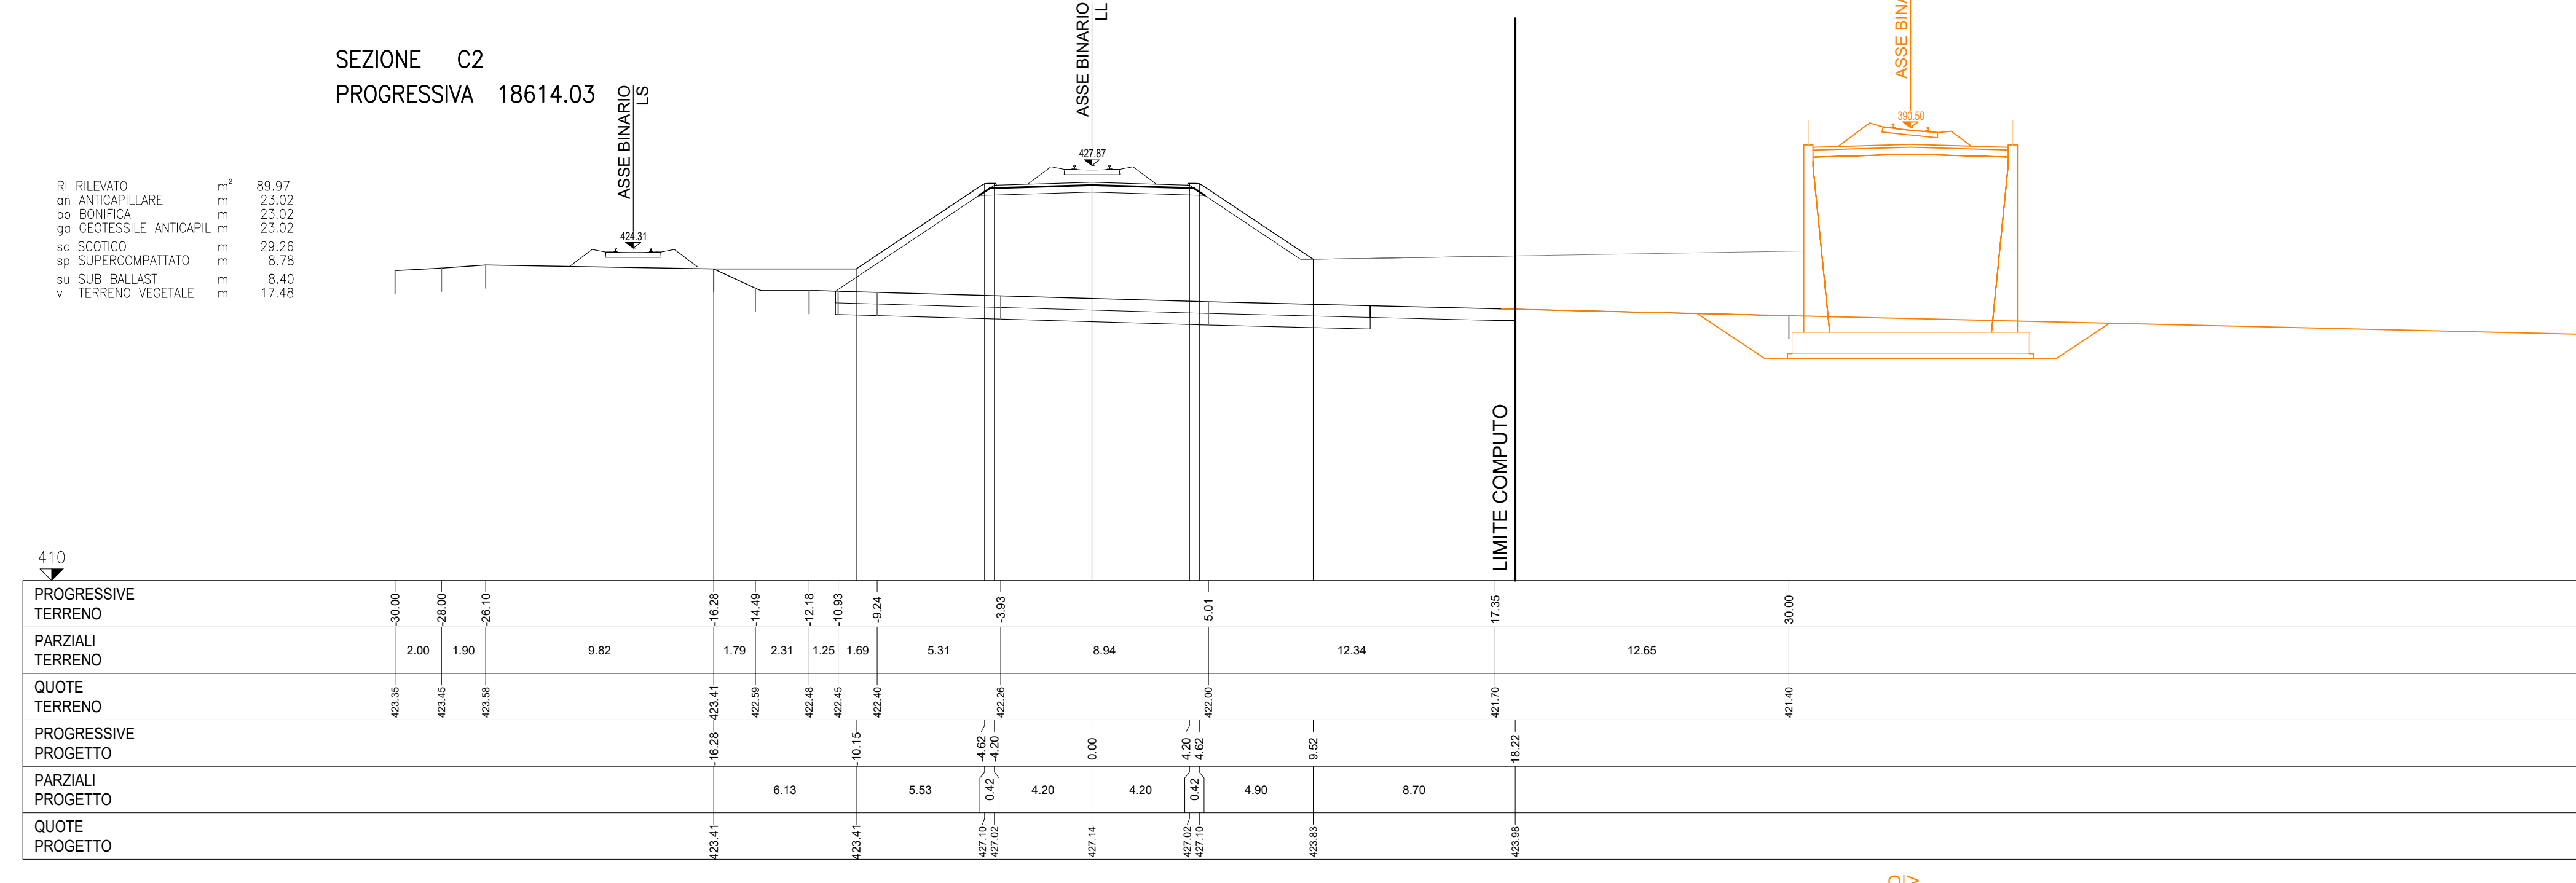 SEZIONE C2
PROGRESSIVA 18614.03
ASSE BINARIO
LS
ASSE BINARIO
LL
424.31
427.87
390.50
RI RILEVATO m² 89.97
an ANTICAPILLARE m 23.02
bo BONIFICA m 23.02
ga GEOTESSILE ANTICAPIL m 23.02
sc SCOTICO m 29.26
sp SUPERCOMPATTATO m 8.78
su SUB BALLAST m 8.40
v TERRENO VEGETALE m 17.48
LIMITE COMPUTO
410
PROGRESSIVE
TERRENO
-30.00 -28.00 -26.10 -16.28 -14.49 -12.18 -10.93 -9.24 -3.93 5.01 17.35 30.00
PARZIALI
TERRENO
2.00 1.90 9.82 1.79 2.31 1.25 1.69 5.31 8.94 12.34 12.65
QUOTE
TERRENO
423.35 423.45 423.58 423.41 422.59 422.48 422.45 422.40 422.26 422.00 421.70 421.40
PROGRESSIVE
PROGETTO
-16.28 -10.15 -4.62 -4.20 0.00 4.20 4.62 9.52 18.22
PARZIALI
PROGETTO
6.13 5.53 0.42 4.20 4.20 0.42 4.90 8.70
QUOTE
PROGETTO
423.41 423.41 427.10 427.02 427.14 427.02 427.10 423.83 423.98